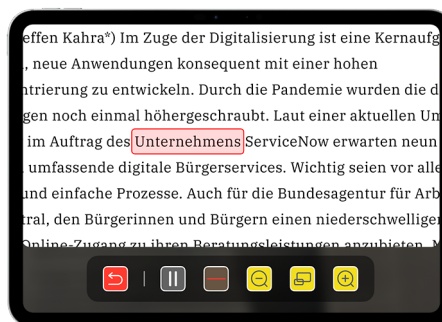 effen Kahra*) Im Zuge der Digitalisierung ist eine Kernaufg
, neue Anwendungen konsequent mit einer hohen
ntrierung zu entwickeln. Durch die Pandemie wurden die d
gen noch einmal höhergeschraubt. Laut einer aktuellen Um
im Auftrag des Unternehmens ServiceNow erwarten neun
umfassende digitale Bürgerservices. Wichtig seien vor alle
und einfache Prozesse. Auch für die Bundesagentur für Arb
tral, den Bürgerinnen und Bürgern einen niederschwelliger
Online-Zugang zu ihren Beratungsleistungen anzubieten.